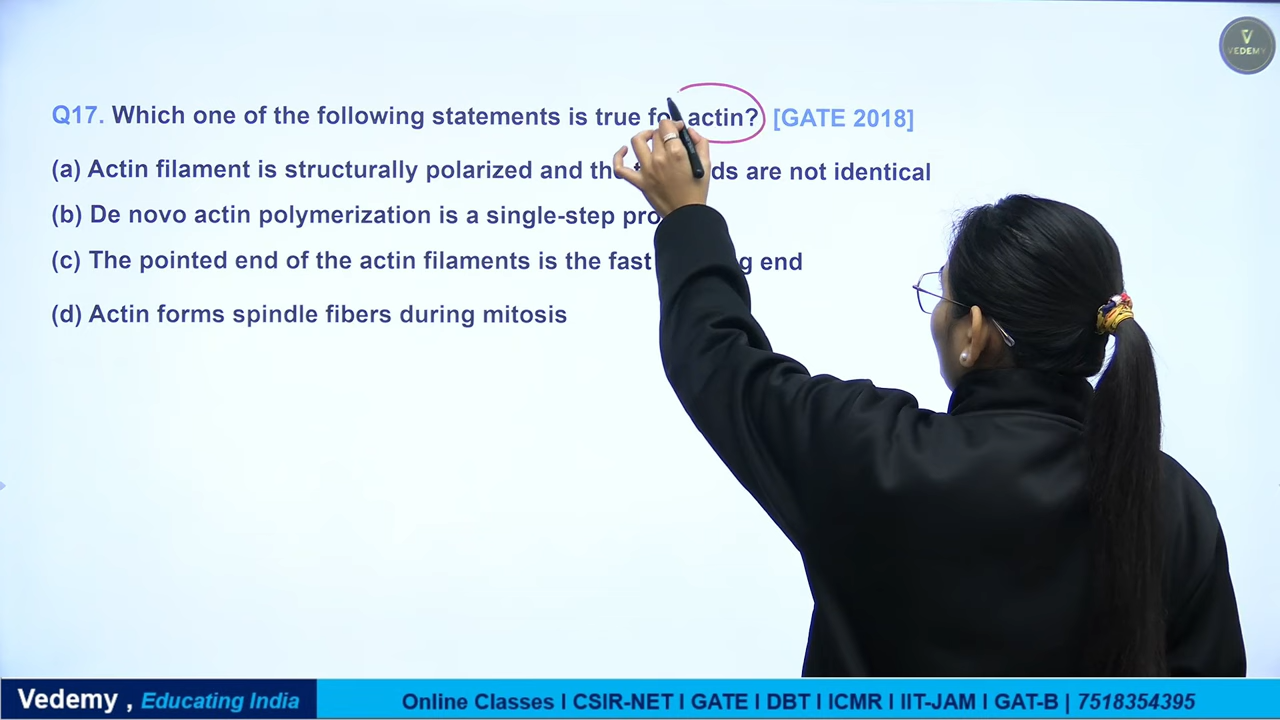 V
VEDEMY
Q17. Which one of the following statements is true for actin? [GATE 2018]
(a) Actin filament is structurally polarized and the ds are not identical
(b) De novo actin polymerization is a single-step pro
(c) The pointed end of the actin filaments is the fast g end
(d) Actin forms spindle fibers during mitosis
Vedemy , Educating India
Online Classes I CSIR-NET I GATE I DBT I ICMR I IIT-JAM I GAT-B | 7518354395